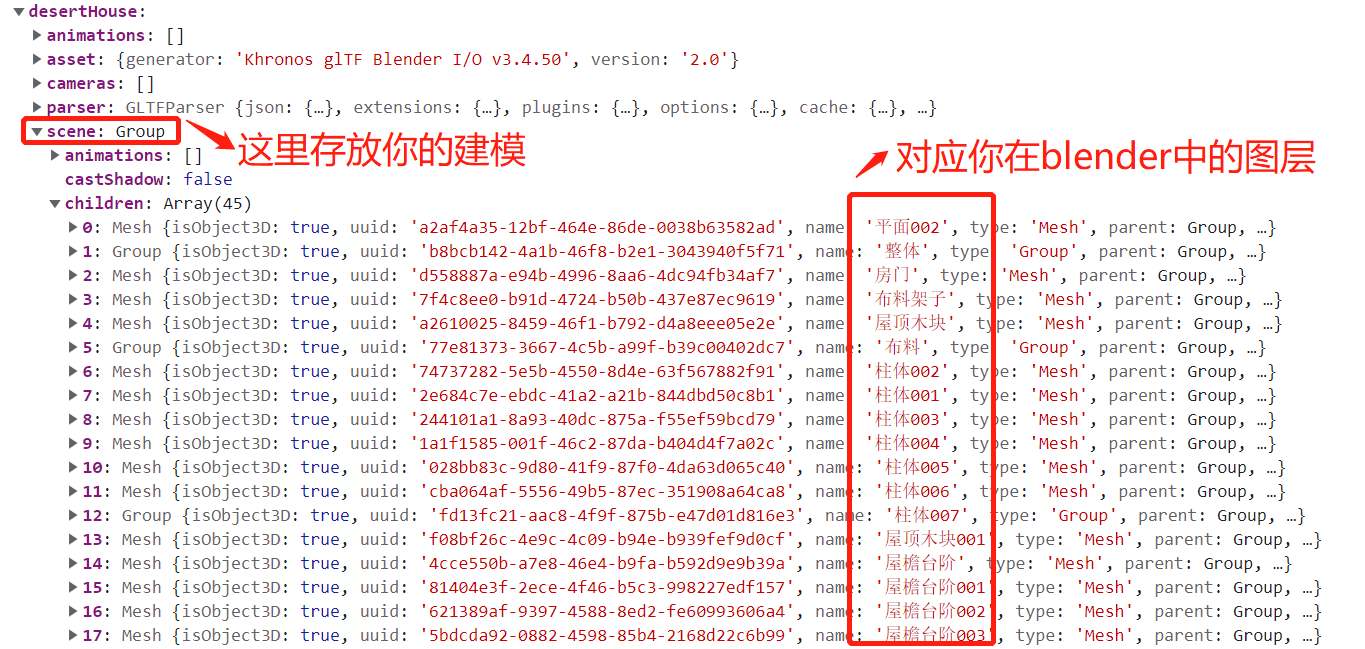 desertHouse:
animations: []
asset: {generator: 'Khronos glTF Blender I/O v3.4.50', version: '2.0'}
cameras: []
parser: GLTFParser {json: {…}, extensions: {…}, plugins: {…}, options: {…}, cache: {…}, …}
scene: Group
这里存放你的建模
对应你在blender中的图层
animations: []
castShadow: false
children: Array(45)
0: Mesh {isObject3D: true, uuid: 'a2af4a35-12bf-464e-86de-0038b63582ad', name: '平面002', type: 'Mesh', parent: Group, …}
1: Group {isObject3D: true, uuid: 'b8bcb142-4a1b-46f8-b2e1-3043940f5f71', name: '整体', type: 'Group', parent: Group, …}
2: Mesh {isObject3D: true, uuid: 'd558887a-e94b-4996-8aa6-4dc94fb34af7', name: '房门', type: 'Mesh', parent: Group, …}
3: Mesh {isObject3D: true, uuid: '7f4c8ee0-b91d-4724-b50b-437e87ec9619', name: '布料架子', type: 'Mesh', parent: Group, …}
4: Mesh {isObject3D: true, uuid: 'a2610025-8459-46f1-b792-d4a8eee05e2e', name: '屋顶木块', type: 'Mesh', parent: Group, …}
5: Group {isObject3D: true, uuid: '77e81373-3667-4c5b-a99f-b39c00402dc7', name: '布料', type: 'Group', parent: Group, …}
6: Mesh {isObject3D: true, uuid: '74737282-5e5b-4550-8d4e-63f567882f91', name: '柱体002', type: 'Mesh', parent: Group, …}
7: Mesh {isObject3D: true, uuid: '2e684c7e-ebdc-41a2-a21b-844dbd50c8b1', name: '柱体001', type: 'Mesh', parent: Group, …}
8: Mesh {isObject3D: true, uuid: '244101a1-8a93-40dc-875a-f55ef59bcd79', name: '柱体003', type: 'Mesh', parent: Group, …}
9: Mesh {isObject3D: true, uuid: '1a1f1585-001f-46c2-87da-b404d4f7a02c', name: '柱体004', type: 'Mesh', parent: Group, …}
10: Mesh {isObject3D: true, uuid: '028bb83c-9d80-41f9-87f0-4da63d065c40', name: '柱体005', type: 'Mesh', parent: Group, …}
11: Mesh {isObject3D: true, uuid: 'cba064af-5556-49b5-87ec-351908a64ca8', name: '柱体006', type: 'Mesh', parent: Group, …}
12: Group {isObject3D: true, uuid: 'fd13fc21-aac8-4f9f-875b-e47d01d816e3', name: '柱体007', type: 'Group', parent: Group, …}
13: Mesh {isObject3D: true, uuid: 'f08bf26c-4e9c-4c09-b94e-b939fef9d0cf', name: '屋顶木块001', type: 'Mesh', parent: Group, …}
14: Mesh {isObject3D: true, uuid: '4cce550b-a7e8-46e4-b9fa-b592d9e9b39a', name: '屋檐台阶', type: 'Mesh', parent: Group, …}
15: Mesh {isObject3D: true, uuid: '81404e3f-2ece-4f46-b5c3-998227edf157', name: '屋檐台阶001', type: 'Mesh', parent: Group, …}
16: Mesh {isObject3D: true, uuid: '621389af-9397-4588-8ed2-fe60993606a4', name: '屋檐台阶002', type: 'Mesh', parent: Group, …}
17: Mesh {isObject3D: true, uuid: '5bdcda92-0882-4598-85b4-2168d22c6b99', name: '屋檐台阶003', type: 'Mesh', parent: Group, …}